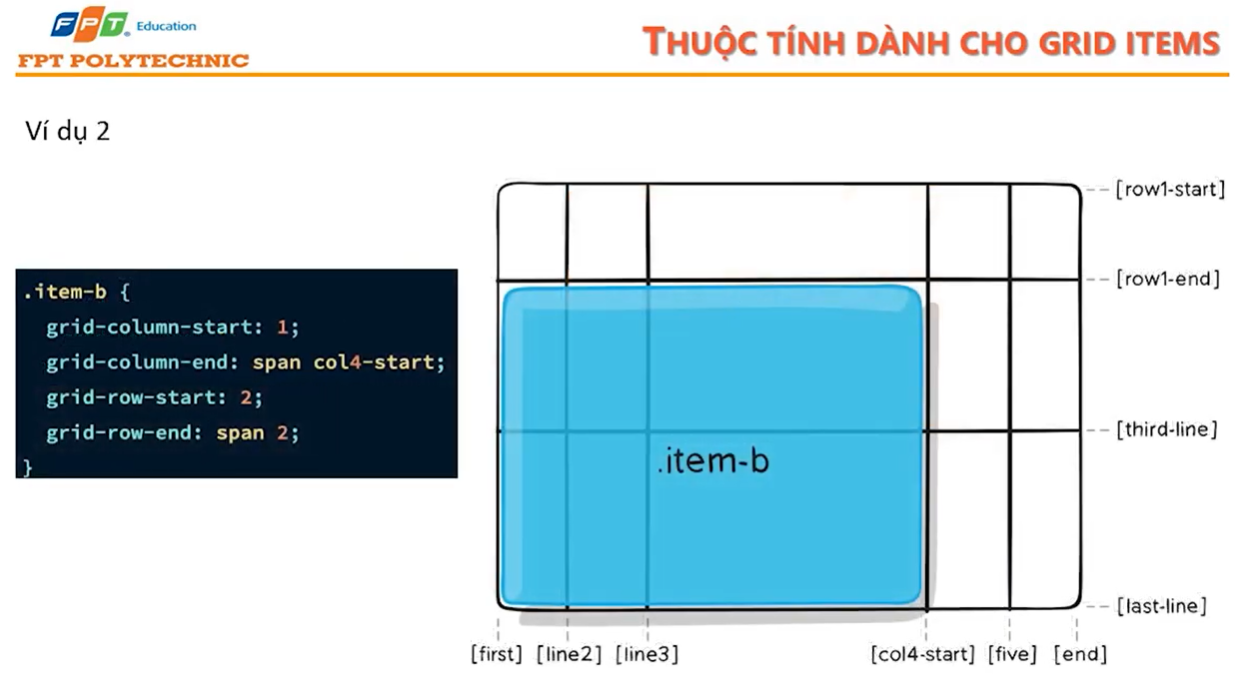 FPT Education
FPT POLYTECHNIC
THUỘC TÍNH DÀNH CHO GRID ITEMS
Ví dụ 2
.item-b {
  grid-column-start: 1;
  grid-column-end: span col4-start;
  grid-row-start: 2;
  grid-row-end: span 2;
}
[row1-start]
[row1-end]
[third-line]
.item-b
[last-line]
[first] [line2] [line3] [col4-start] [five] [end]